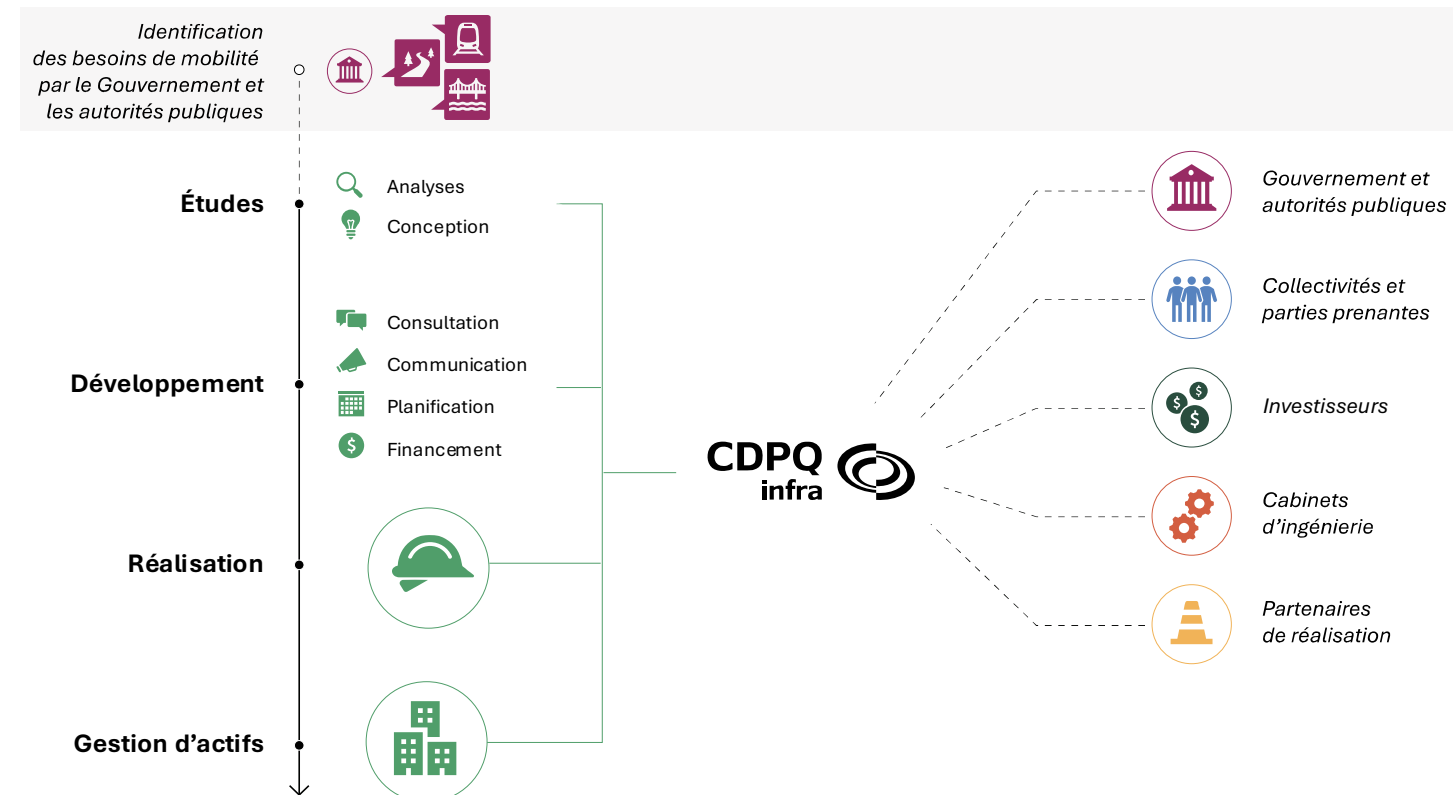 Identification
des besoins de mobilité
par le Gouvernement et
les autorités publiques
Études
Analyses
Conception
Développement
Consultation
Communication
Planification
Financement
Réalisation
Gestion d’actifs
CDPQ
infra
Gouvernement et
autorités publiques
Collectivités et
parties prenantes
Investisseurs
Cabinets
d’ingénierie
Partenaires
de réalisation